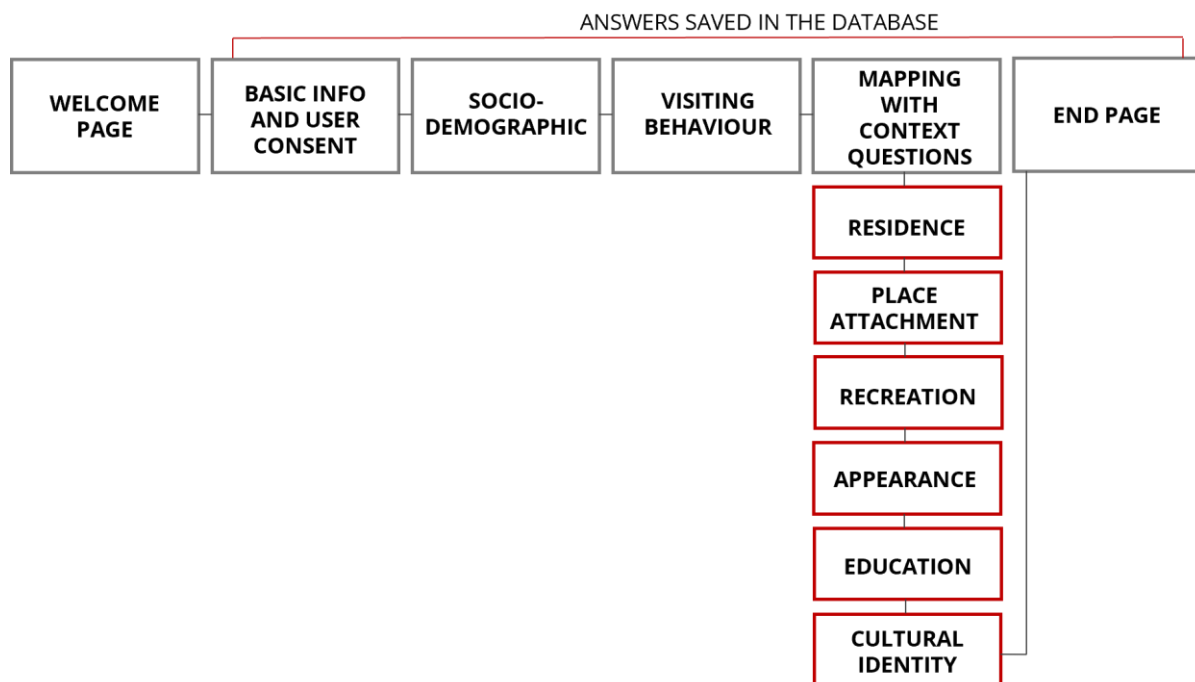 ANSWERS SAVED IN THE DATABASE
WELCOME
PAGE
BASIC INFO
AND USER
CONSENT
SOCIO-
DEMOGRAPHIC
VISITING
BEHAVIOUR
MAPPING
WITH
CONTEXT
QUESTIONS
END PAGE
RESIDENCE
PLACE
ATTACHMENT
RECREATION
APPEARANCE
EDUCATION
CULTURAL
IDENTITY